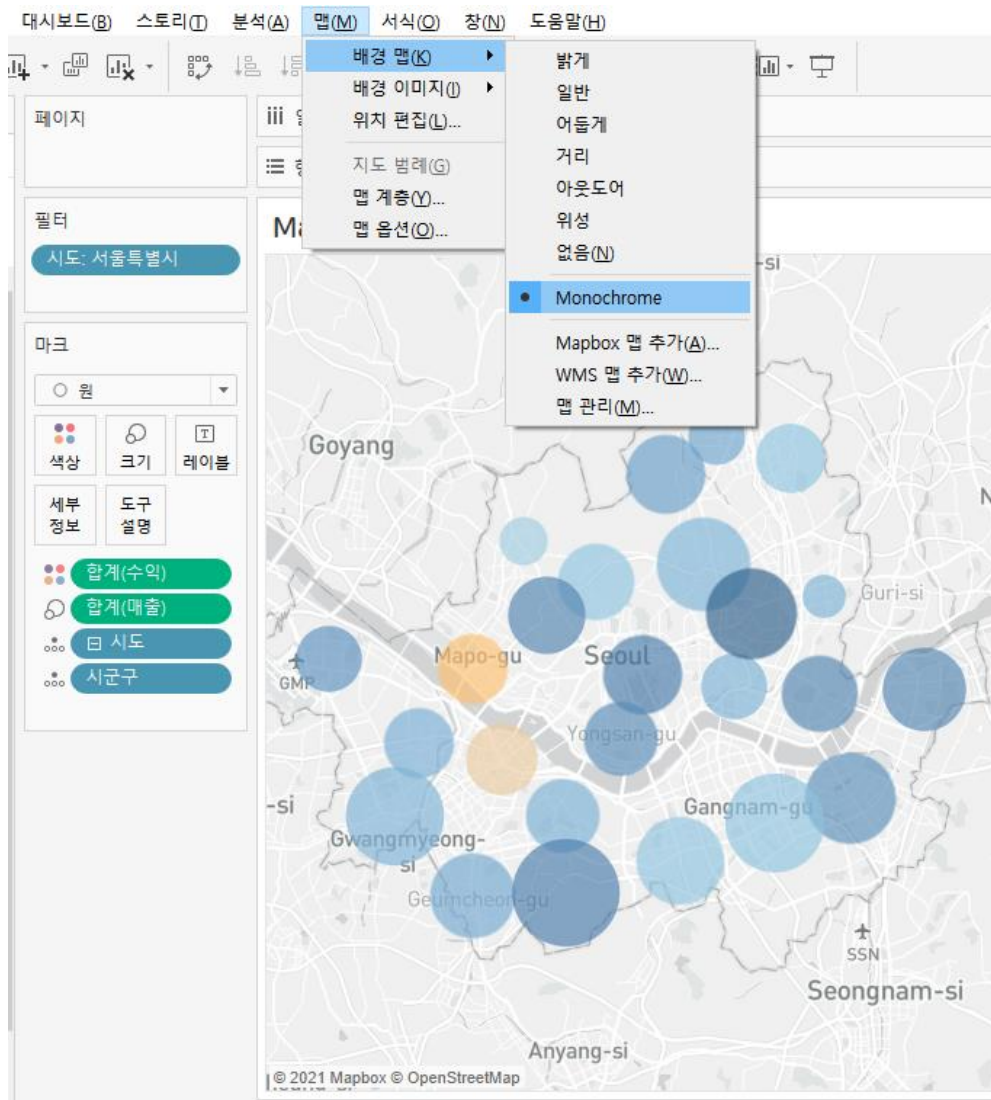 대시보드(B) 스토리(T) 분석(A) 맵(M) 서식(O) 창(N) 도움말(H)
배경 맵(K)
배경 이미지(I)
위치 편집(L)...
지도 범례(G)
맵 계층(Y)...
맵 옵션(O)...
밝게
일반
어둡게
거리
아웃도어
위성
없음(N)
Monochrome
Mapbox 맵 추가(A)...
WMS 맵 추가(W)...
맵 관리(M)...
페이지
필터
시도: 서울특별시
마크
원
색상 크기 레이블
세부 정보
도구 설명
합계(수익)
합계(매출)
시도
시군구
-si
Goyang
Guri-si
Mapo-gu
Seoul
GMP
Yongsan-gu
-si
Gangnam-gu
Gwangmyeong-
si
Geumcheon-gu
SSN
Seongnam-si
Anyang-si
© 2021 Mapbox © OpenStreetMap